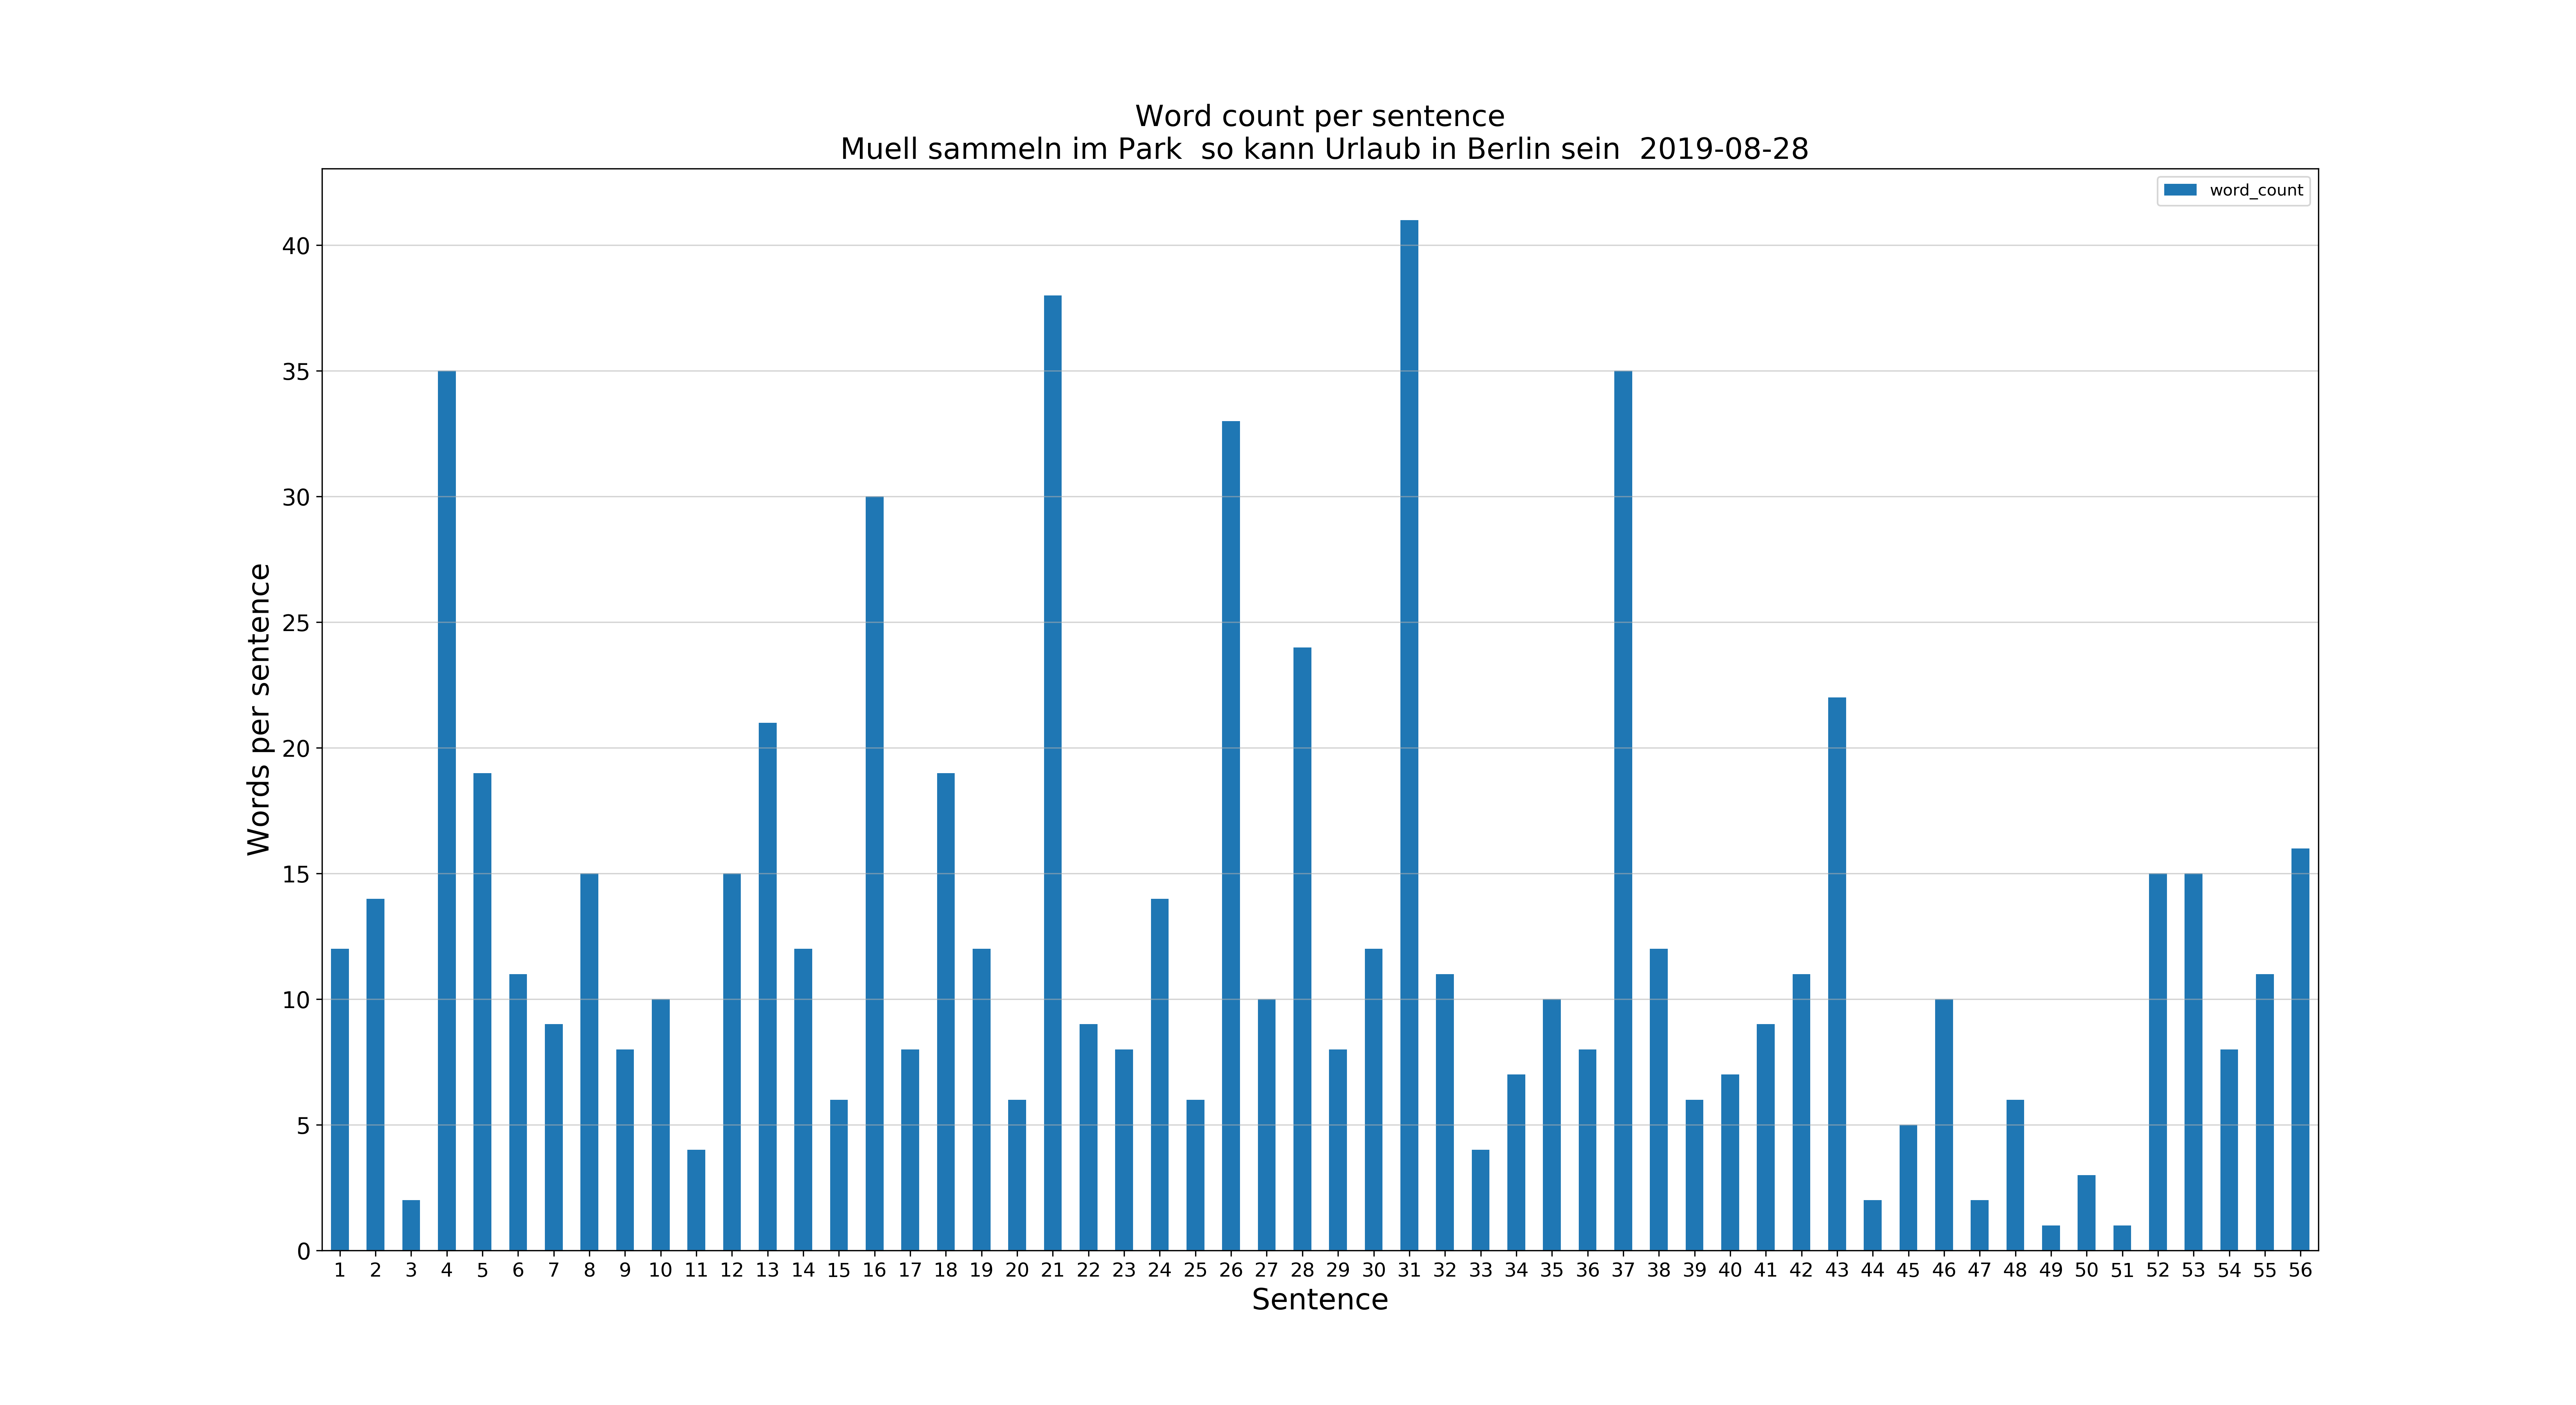 Word count per sentence
Muell sammeln im Park  so kann Urlaub in Berlin sein  2019-08-28
word_count
40
35
30
25
20
15
10
5
0
Words per sentence
1 2 3 4 5 6 7 8 9 10 11 12 13 14 15 16 17 18 19 20 21 22 23 24 25 26 27 28 29 30 31 32 33 34 35 36 37 38 39 40 41 42 43 44 45 46 47 48 49 50 51 52 53 54 55 56
Sentence